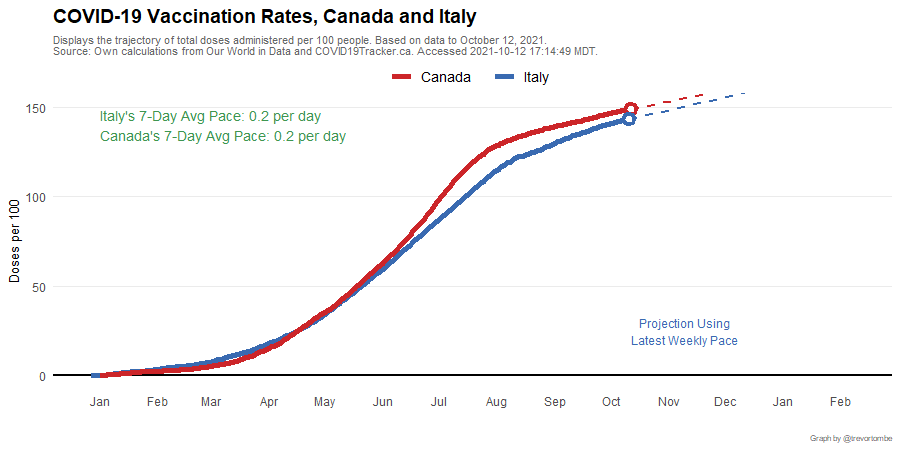 COVID-19 Vaccination Rates, Canada and Italy
Displays the trajectory of total doses administered per 100 people. Based on data to October 12, 2021.
Source: Own calculations from Our World in Data and COVID19Tracker.ca. Accessed 2021-10-12 17:14:49 MDT.
Canada Italy
150
Italy's 7-Day Avg Pace: 0.2 per day
Canada's 7-Day Avg Pace: 0.2 per day
100
Doses per 100
50
Projection Using
Latest Weekly Pace
0
Jan Feb Mar Apr May Jun Jul Aug Sep Oct Nov Dec Jan Feb
Graph by @trevortombe